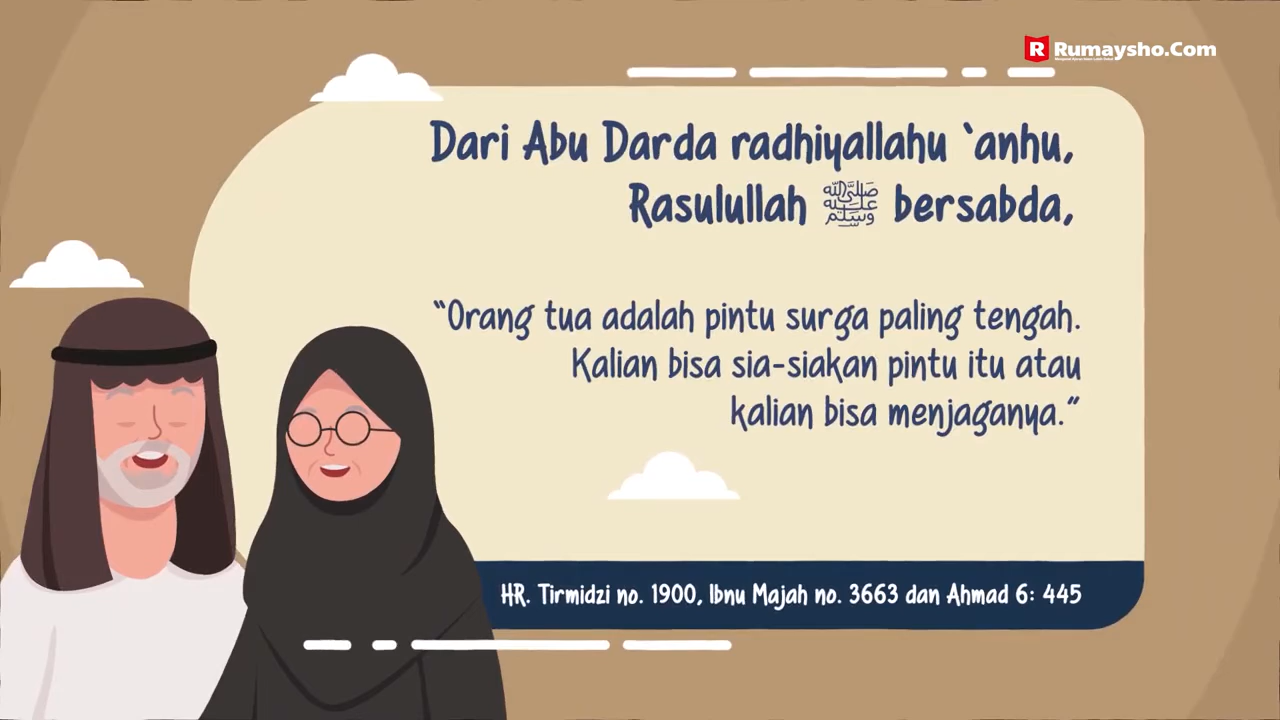 Rumaysho.Com
Dari Abu Darda radhiyallahu `anhu,
Rasulullah ﷺ bersabda,
“Orang tua adalah pintu surga paling tengah.
Kalian bisa sia-siakan pintu itu atau
kalian bisa menjaganya.”
HR. Tirmidzi no. 1900, Ibnu Majah no. 3663 dan Ahmad 6: 445